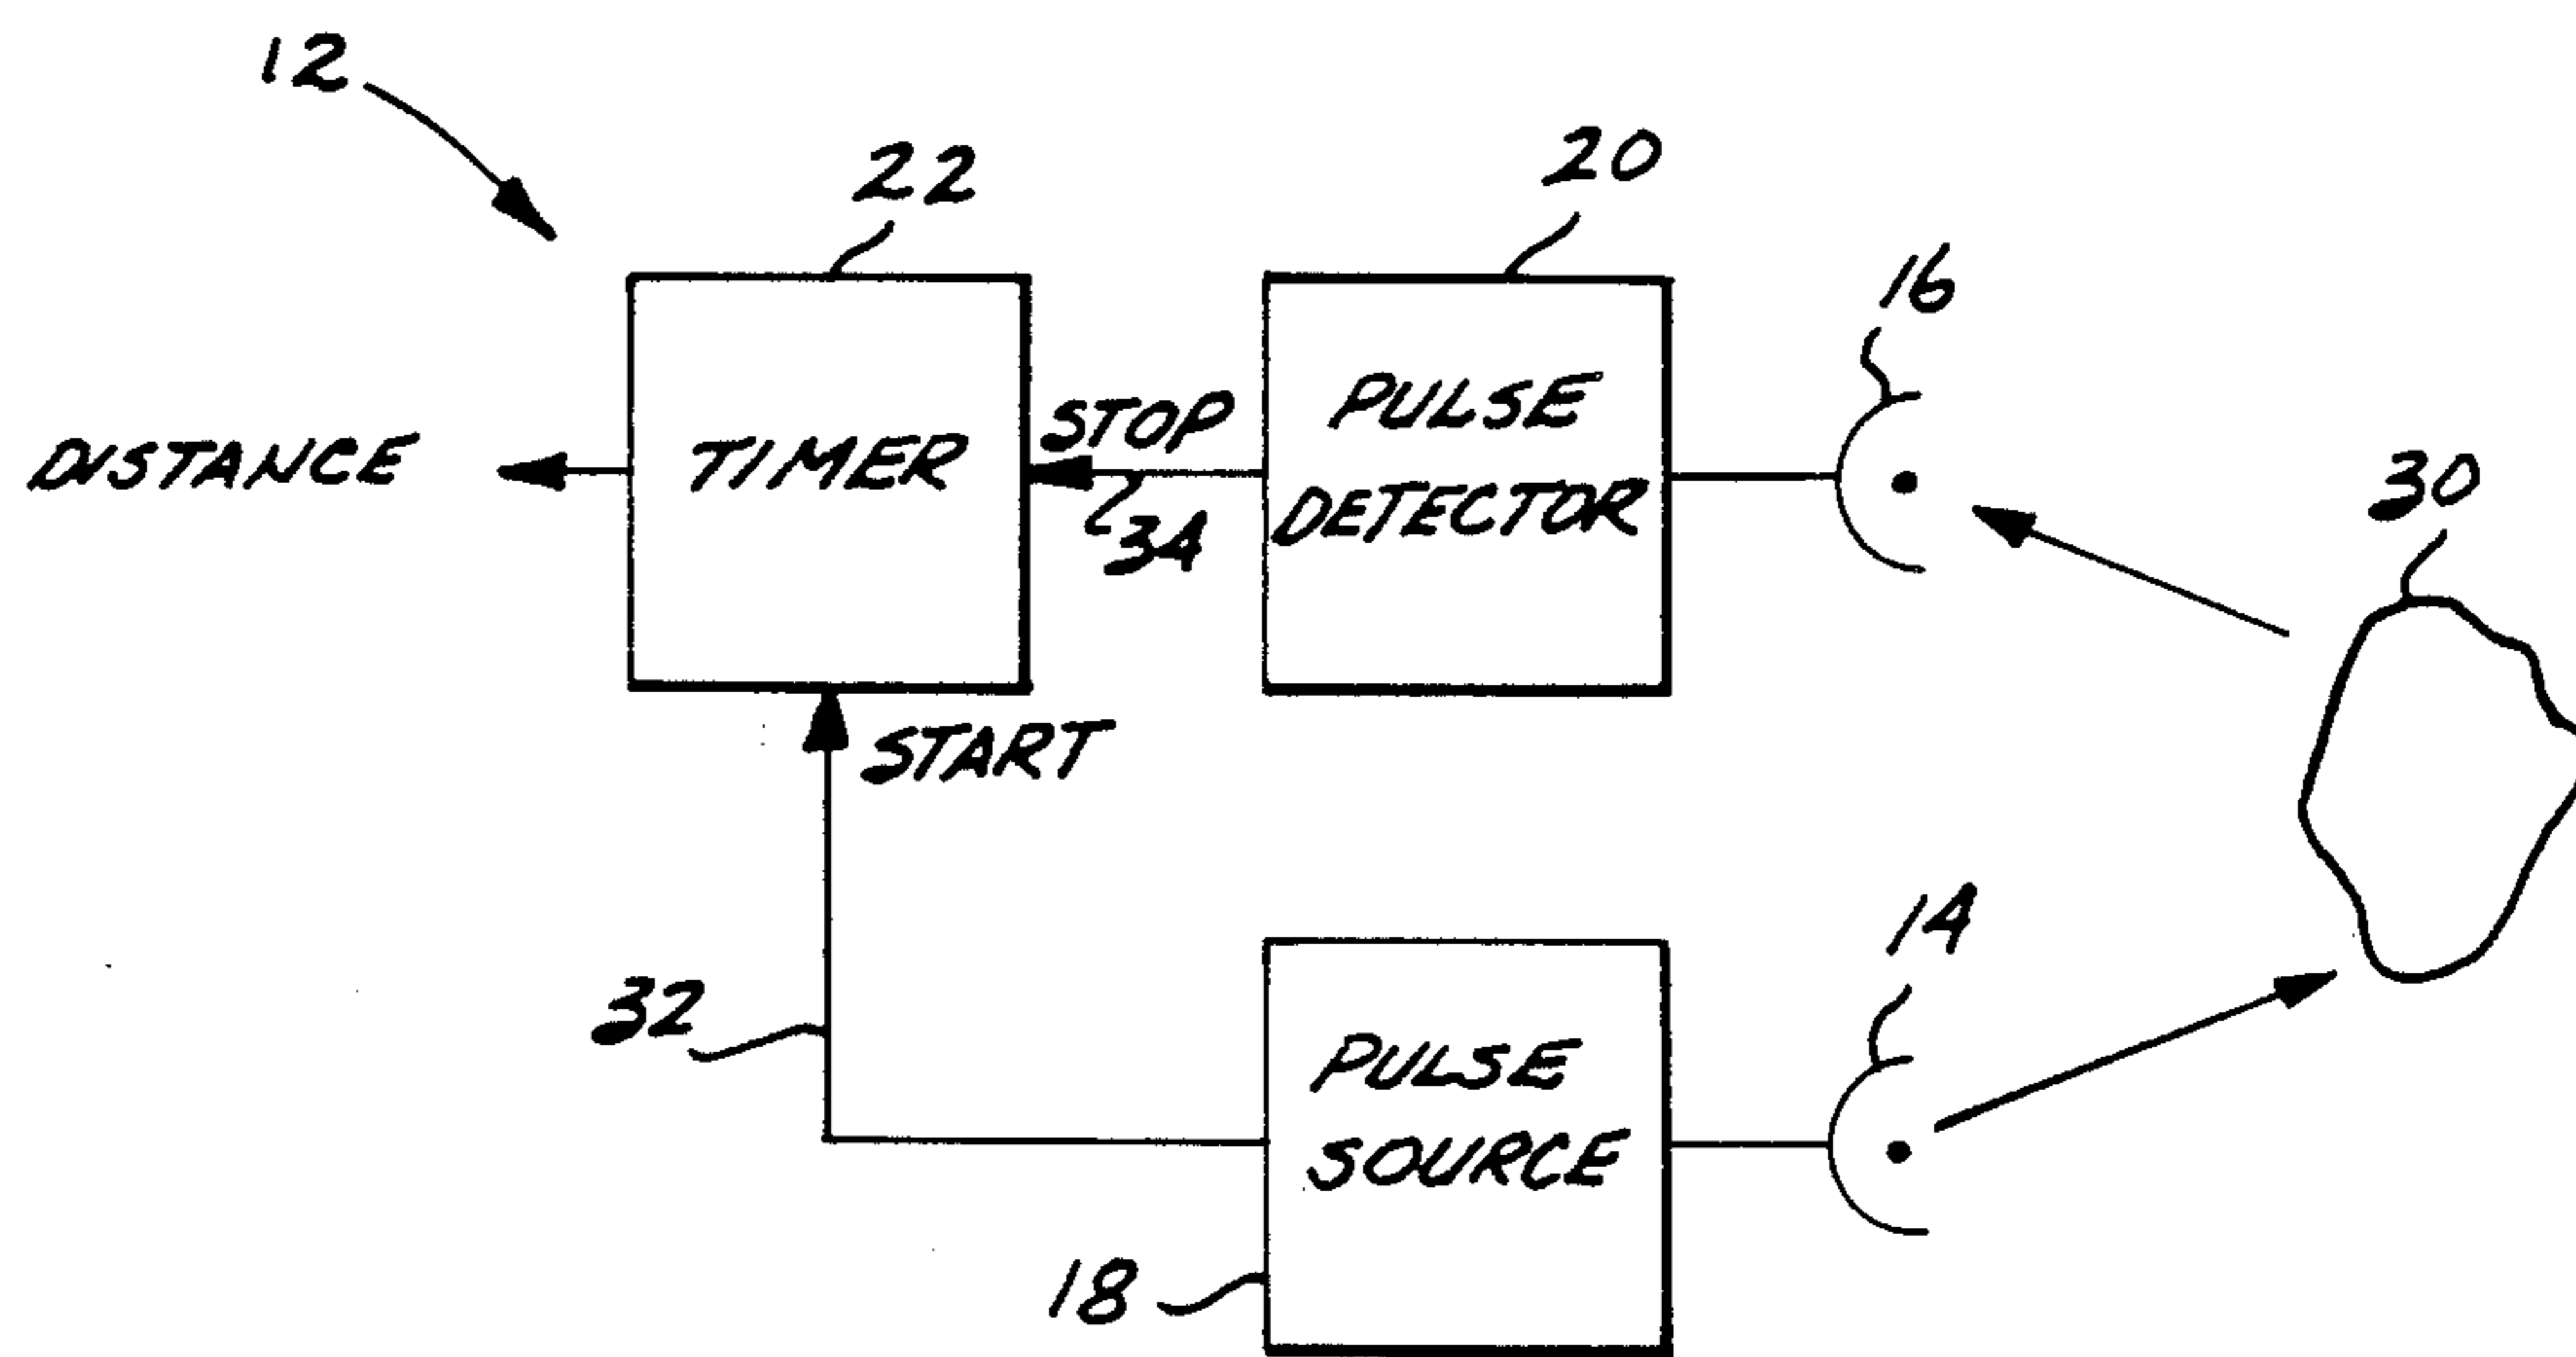 12
22
20
16
DISTANCE
TIMER
STOP
34
PULSE
DETECTOR
30
START
32
14
PULSE
SOURCE
18